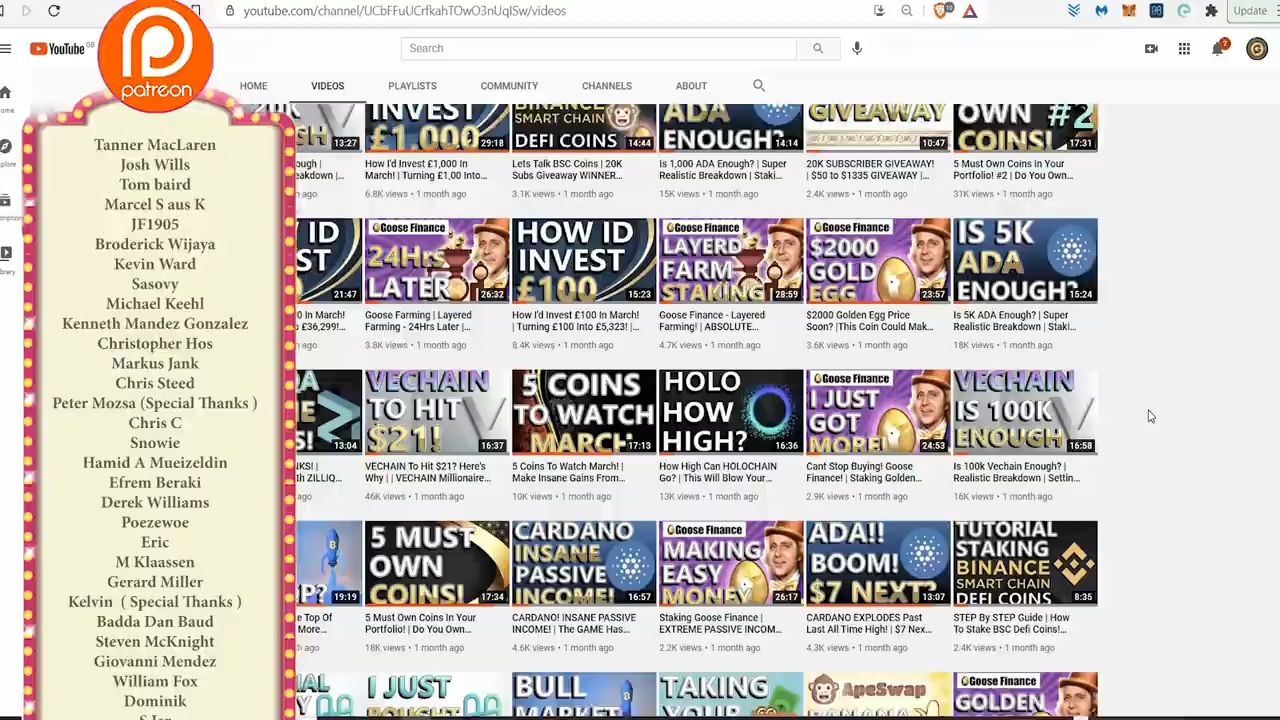 youtube.com/channel/UCbFFuUCrfkahTOwO3nUqISw/videos
10
Update
YouTube
GB
Search
2
patreon
HOME
VIDEOS
PLAYLISTS
COMMUNITY
CHANNELS
ABOUT
Tanner MacLaren
Josh Wills
Tom baird
Marcel S aus K
JF1905
Broderick Wijaya
Kevin Ward
Sasovy
Michael Keehl
Kenneth Mandez Gonzalez
Christopher Hos
Markus Jank
Chris Steed
Peter Mozsa (Special Thanks )
Chris C
Snowie
Hamid A Mueizeldin
Efrem Beraki
Derek Williams
Poezewoe
Eric
M Klaassen
Gerard Miller
Kelvin ( Special Thanks )
Badda Dan Baud
Steven McKnight
Giovanni Mendez
William Fox
Dominik
13:27
INVEST
£1,000
29:18
BINANCE
SMART CHAIN
DEFI COINS
14:44
ADA
ENOUGH?
14:14
GIVEAWAY
10:47
OWN #2
COINS!
17:31
How I'd Invest £1,000 In
March! | Turning £1,00 Into…
6.8K views • 1 month ago
Lets Talk BSC Coins | 20K
Subs Giveaway WINNER…
3.1K views • 1 month ago
Is 1,000 ADA Enough? | Super
Realistic Breakdown | Staki…
15K views • 1 month ago
20K SUBSCRIBER GIVEAWAY!
| $50 to $1335 GIVEAWAY |…
2.4K views • 1 month ago
5 Must Own Coins In Your
Portfolio! #2 | Do You Own…
31K views • 1 month ago
21:47
Goose Finance
24Hrs
LATER
26:32
HOW ID
INVEST
£100
15:23
Goose Finance
LAYERD
FARM
STAKING
28:59
Goose Finance
$2000
GOLD
EGG
23:57
IS 5K
ADA
ENOUGH?
15:24
Goose Farming | Layered
Farming - 24Hrs Later |…
3.8K views • 1 month ago
How I'd Invest £100 In March!
| Turning £100 Into £5,323! |…
8.4K views • 1 month ago
Goose Finance - Layered
Farming! | ABSOLUTE…
4.7K views • 1 month ago
$2000 Golden Egg Price
Soon? |This Coin Could Mak…
3.6K views • 1 month ago
Is 5K ADA Enough? | Super
Realistic Breakdown | Staki…
18K views • 1 month ago
13:04
VECHAIN
TO HIT
$21!
16:37
5 COINS
TO WATCH
MARCH
17:13
HOLO
HOW
HIGH?
16:36
Goose Finance
I JUST
GOT
MORE!
24:53
VECHAIN
IS 100K
ENOUGH
16:58
VECHAIN To Hit $21? Here's
Why | | VECHAIN Millionaire…
46K views • 1 month ago
5 Coins To Watch March! |
Make Insane Gains From…
10K views • 1 month ago
How High Can HOLOCHAIN
Go? | This Will Blow Your…
13K views • 1 month ago
Cant Stop Buying! Goose
Finance! | Staking Golden…
2.9K views • 1 month ago
Is 100k Vechain Enough? |
Realistic Breakdown | Settin…
16K views • 1 month ago
19:19
5 MUST
OWN
COINS!
17:34
CARDANO
INSANE
PASSIVE
INCOME!
16:57
Goose Finance
MAKING
EASY
MONEY
26:17
ADA!!
BOOM!
$7 NEXT?
13:07
TUTORIAL
STAKING
BINANCE
SMART CHAIN
DEFI COINS
8:35
5 Must Own Coins In Your
Portfolio! | Do You Own…
18K views • 1 month ago
CARDANO! INSANE PASSIVE
INCOME! | The GAME Has…
4.6K views • 1 month ago
Staking Goose Finance |
EXTREME PASSIVE INCOM…
2.2K views • 1 month ago
CARDANO EXPLODES Past
Last All Time High! | $7 Nex…
4.3K views • 1 month ago
STEP By STEP Guide | How
To Stake BSC Defi Coins!…
2.4K views • 1 month ago
I JUST
BULL
MARKET
TAKING
YOUR
ApeSwap
Goose Finance
GOLDEN